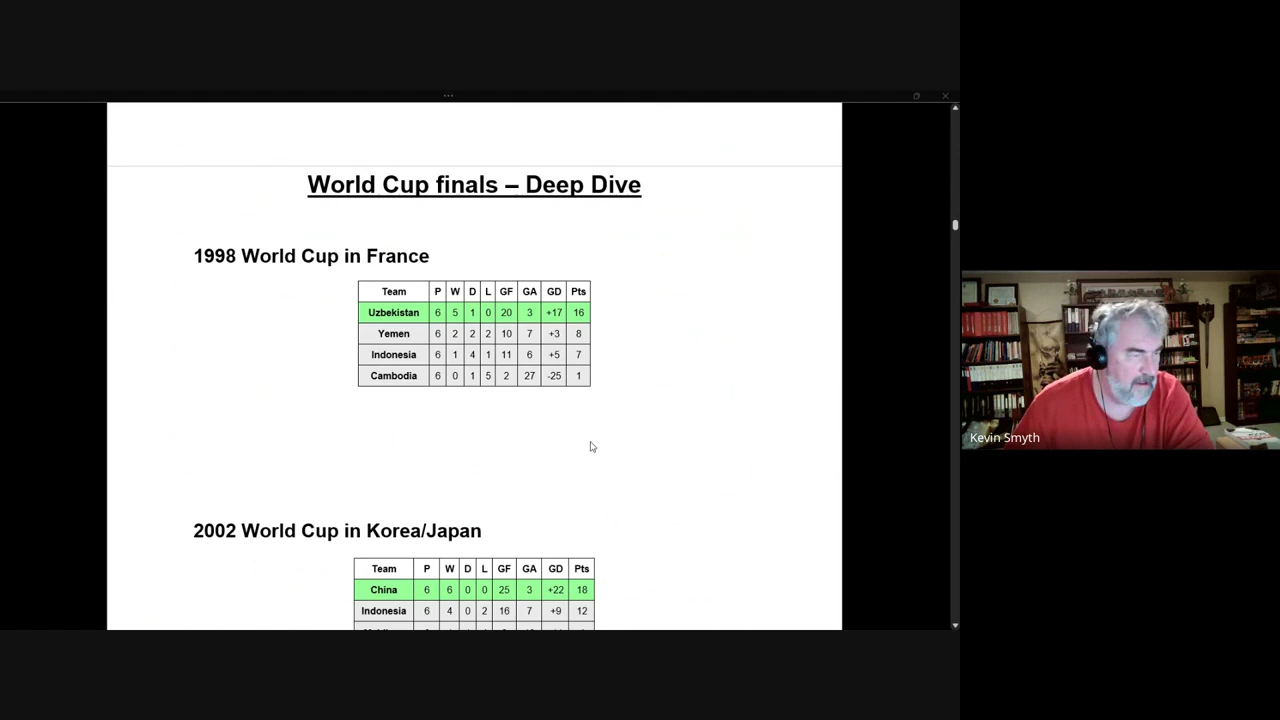 World Cup finals – Deep Dive
1998 World Cup in France
Team P W D L GF GA GD Pts
Uzbekistan 6 5 1 0 20 3 +17 16
Yemen 6 2 2 2 10 7 +3 8
Indonesia 6 1 4 1 11 6 +5 7
Cambodia 6 0 1 5 2 27 -25 1
2002 World Cup in Korea/Japan
Team P W D L GF GA GD Pts
China 6 6 0 0 25 3 +22 18
Indonesia 6 4 0 2 16 7 +9 12
Kevin Smyth